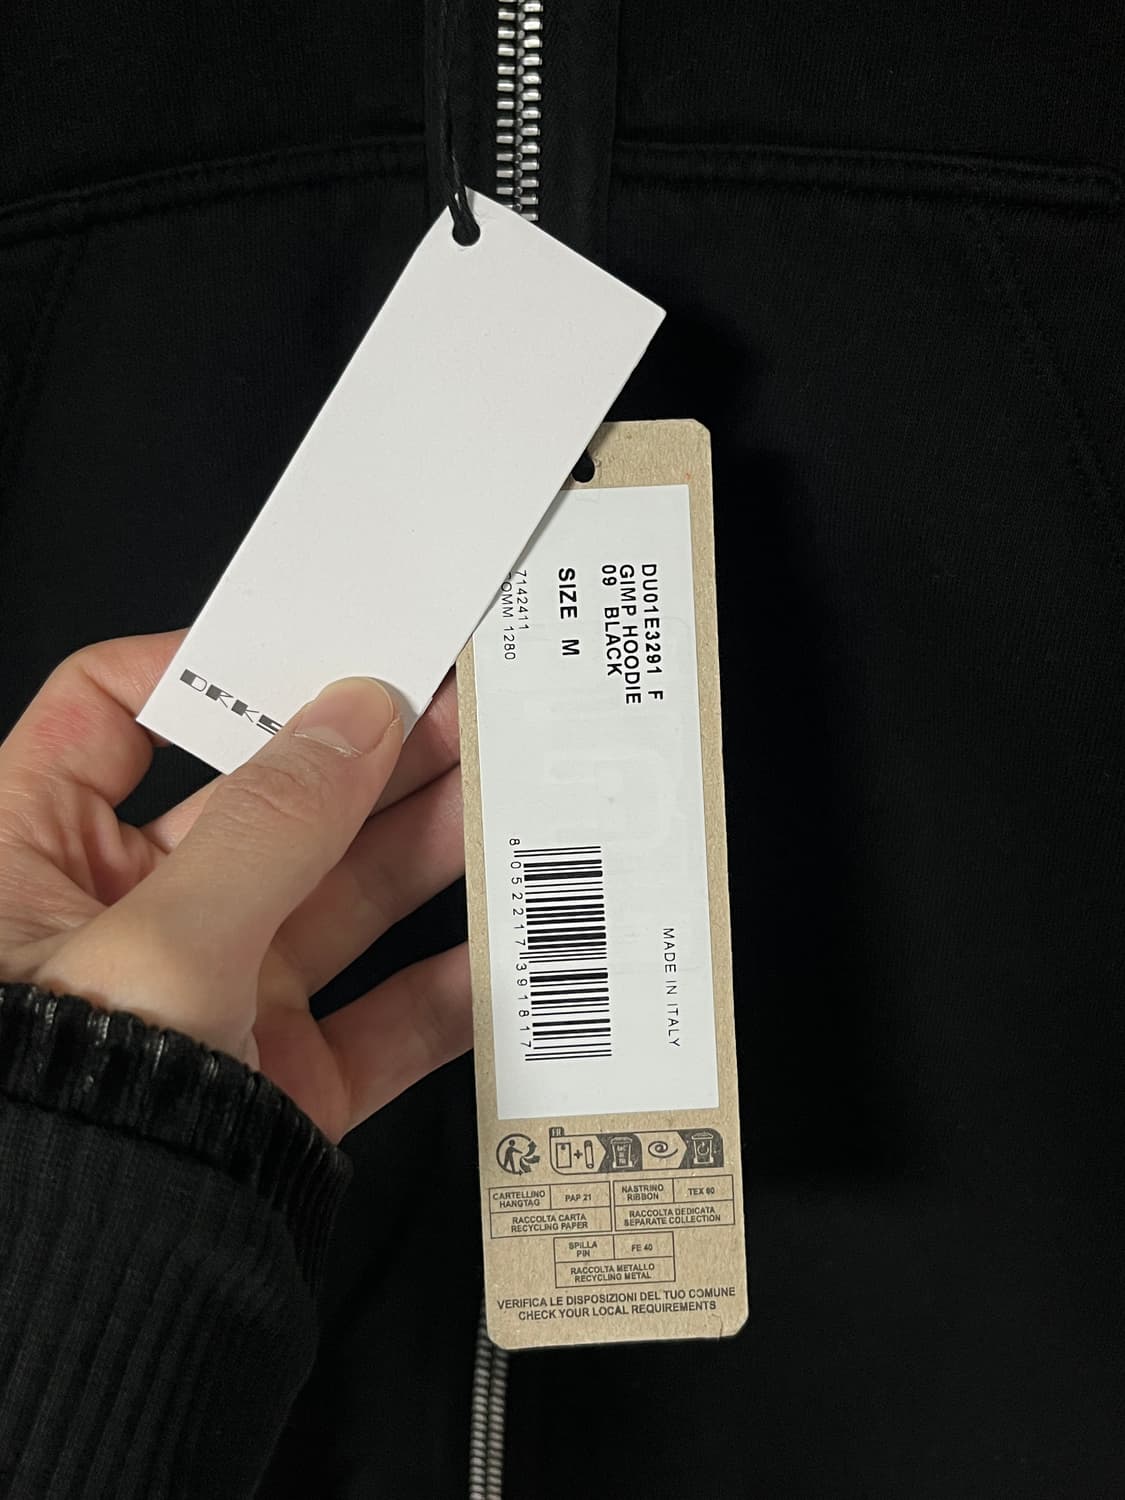 DRKS
DU01E3291 F
GIMP HOODIE
09 BLACK
SIZE M
7142411
COMM 1280
MADE IN ITALY
8 052217 391817
FR
CARTELLINO
HANGTAG
PAP 21
RACCOLTA CARTA
RECYCLING PAPER
NASTRINO
RIBBON
TEX 60
RACCOLTA DEDICATA
SEPARATE COLLECTION
SPILLA
PIN
FE 40
RACCOLTA METALLO
RECYCLING METAL
VERIFICA LE DISPOSIZIONI DEL TUO COMUNE
CHECK YOUR LOCAL REQUIREMENTS